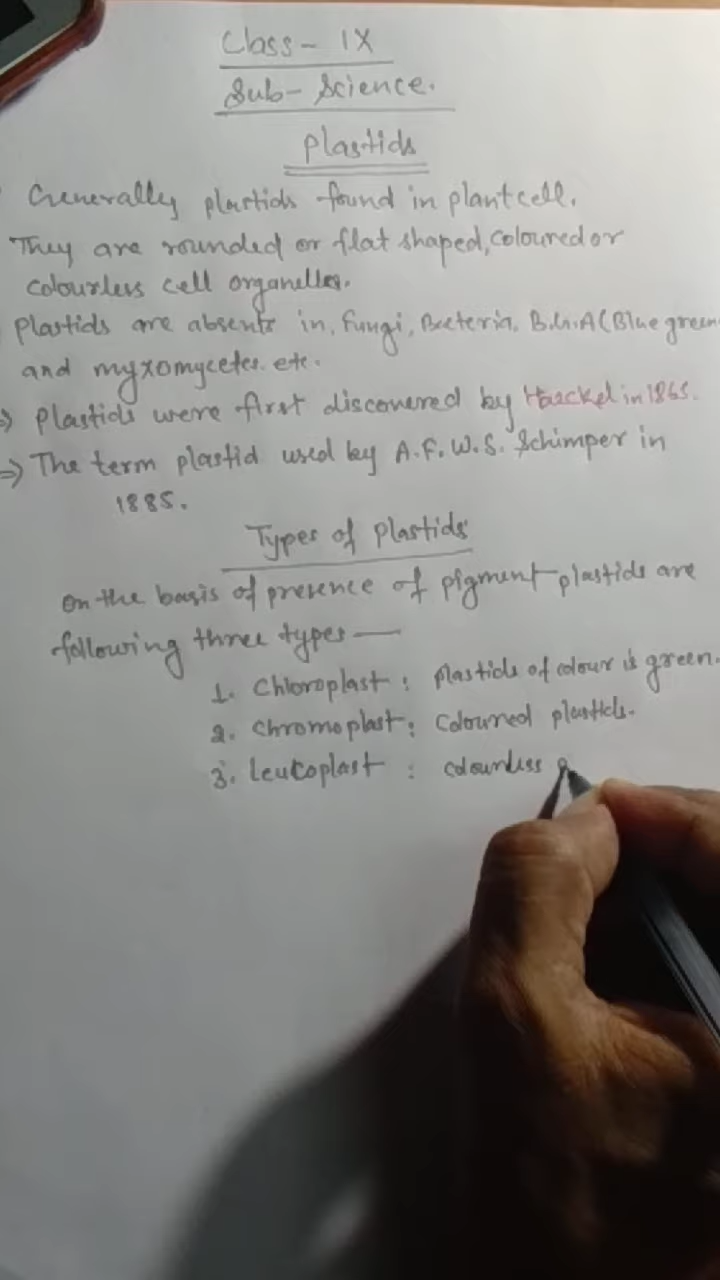 Class - IX
Sub - Science.
Plastids
Generally plastids found in plant cell.
They are rounded or flat shaped, coloured or
colourless cell organelles.
Plastids are absents in, Fungi, Bacteria, B.G.A (Blue green
and myxomycetes. etc.
⇒ Plastids were first discovered by Haeckel in 1865.
⇒ The term plastid used by A.F.W.S. Schimper in
1885.
Types of Plastids
On the basis of presence of pigment plastids are
following three types —
1. Chloroplast : Plastids of colour is green.
2. Chromoplast : Coloured plastids.
3. Leucoplast : Colourless